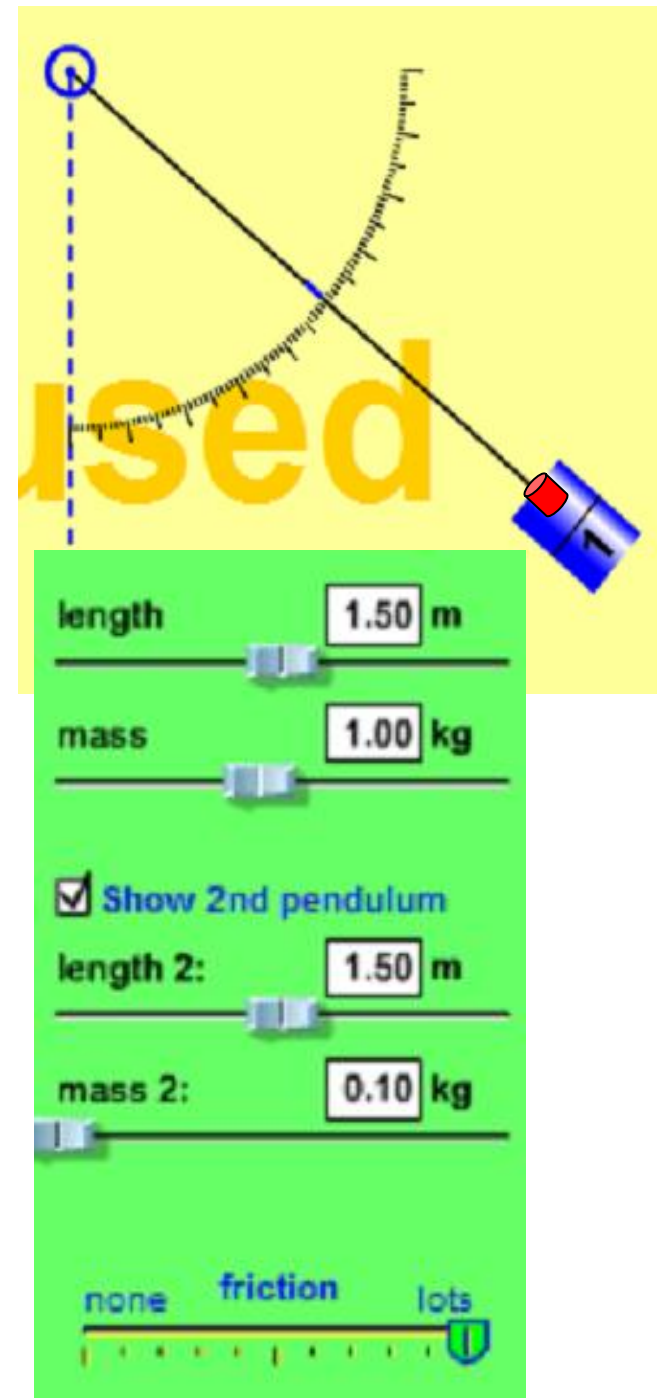 used
1
length 1.50 m
mass 1.00 kg
Show 2nd pendulum
length 2: 1.50 m
mass 2: 0.10 kg
friction
none lots